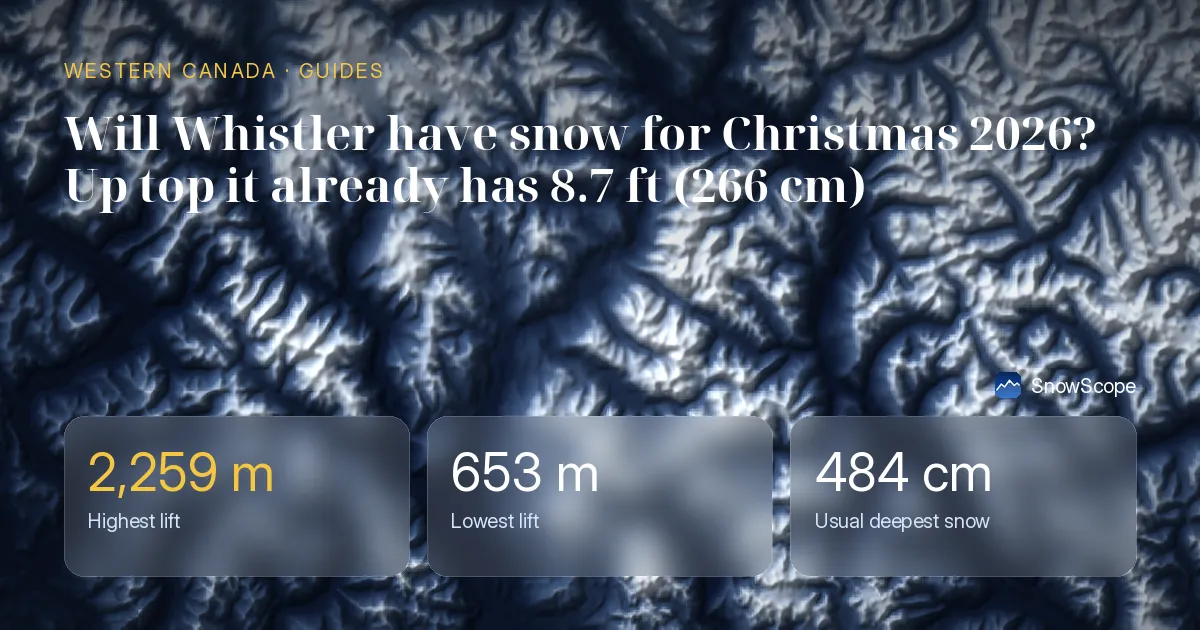 WESTERN CANADA · GUIDES
Will Whistler have snow for Christmas 2026?
Up top it already has 8.7 ft (266 cm)
SnowScope
2,259 m
Highest lift
653 m
Lowest lift
484 cm
Usual deepest snow